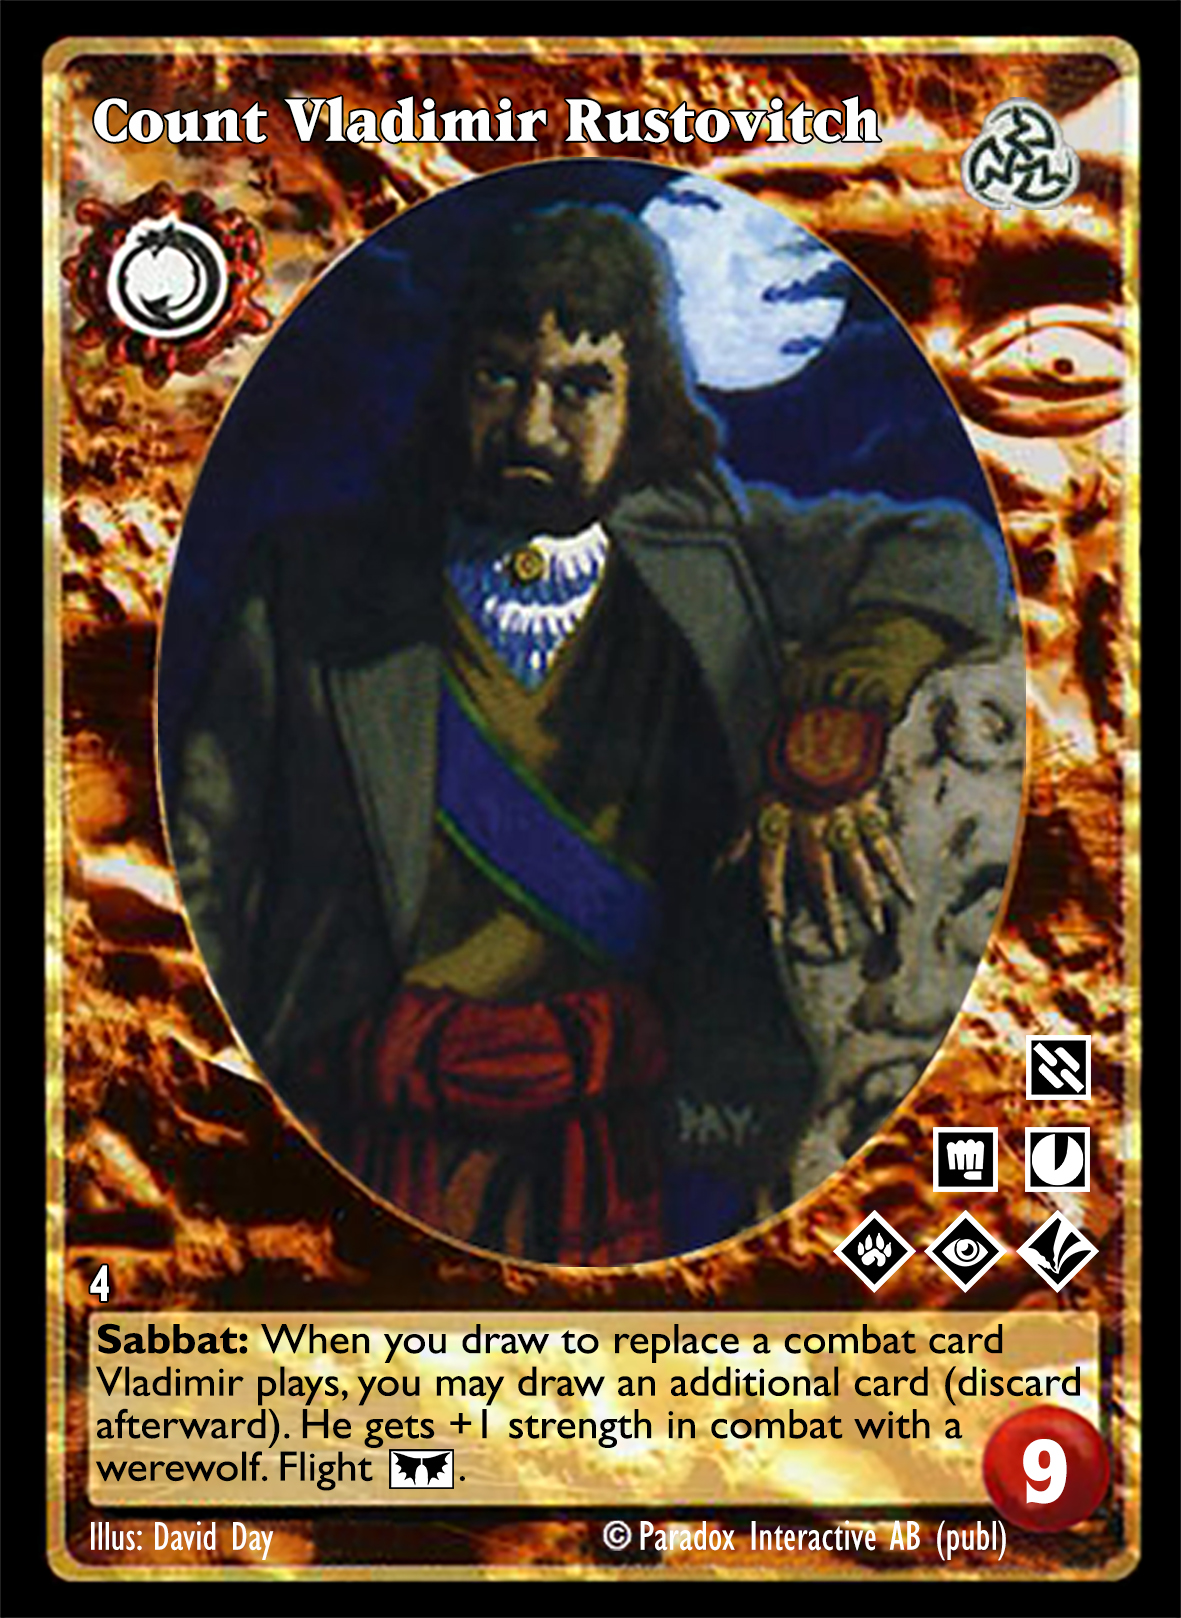 Count Vladimir Rustovitch
DAY
4
Sabbat: When you draw to replace a combat card
Vladimir plays, you may draw an additional card (discard
afterward). He gets +1 strength in combat with a
werewolf. Flight .
9
Illus: David Day
© Paradox Interactive AB (publ)